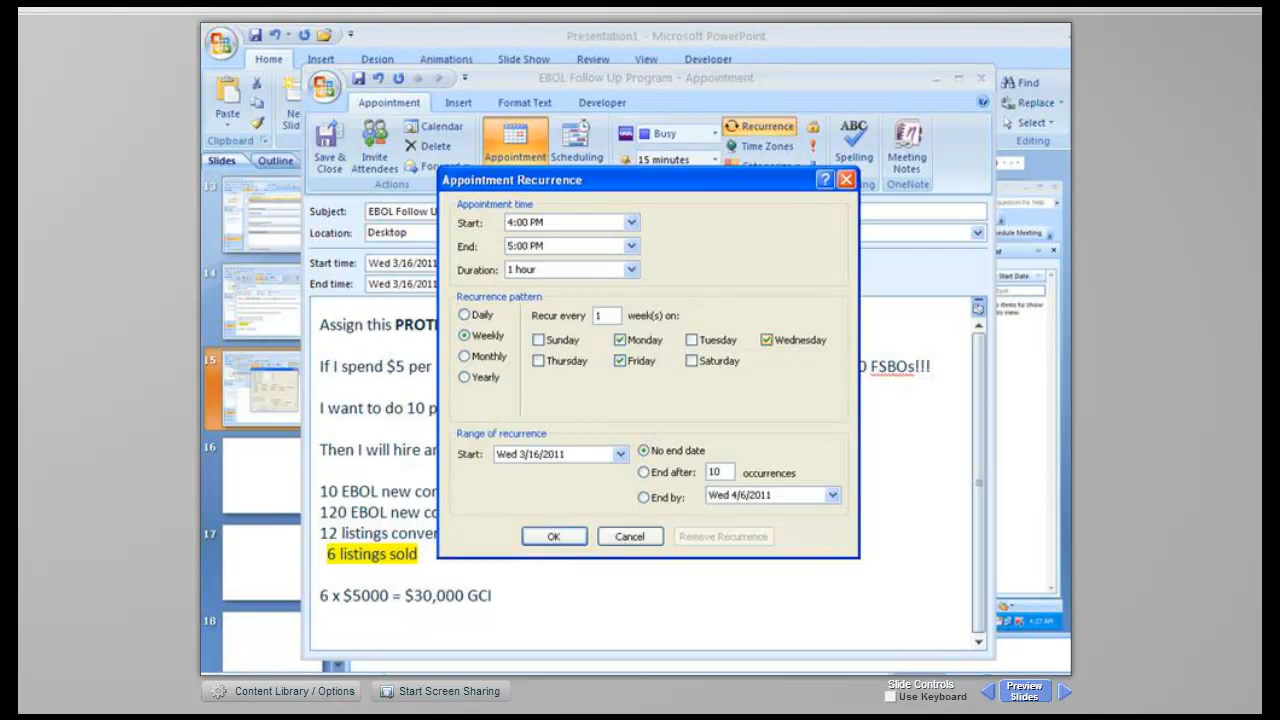 Presentation1 - Microsoft PowerPoint
Home Insert Design Animations Slide Show Review View Developer
EBOL Follow Up Program - Appointment
Appointment Insert Format Text Developer
Find
Replace
Select
Editing
Paste
Clipboard
Calendar
Delete
Save & Close
Invite Attendees
Actions
Appointment Scheduling
Busy
15 minutes
Recurrence
Time Zones
Spelling
Meeting Notes
OneNote
Slides Outline
Subject: EBOL Follow U
Location: Desktop
Start time: Wed 3/16/2011
End time: Wed 3/16/2011
Appointment Recurrence
Appointment time
Start: 4:00 PM
End: 5:00 PM
Duration: 1 hour
Recurrence pattern
Daily
Weekly
Monthly
Yearly
Recur every 1 week(s) on:
Sunday Monday Tuesday Wednesday
Thursday Friday Saturday
Range of recurrence
Start: Wed 3/16/2011
No end date
End after: 10 occurrences
End by: Wed 4/6/2011
OK Cancel Remove Recurrence
Assign this
If I spend $5 per
FSBOs!!!
I want to do 10 p
Then I will hire
10 EBOL new
120 EBOL new
12 listings
6 listings sold
6 x $5000 = $30,000 GCI
Start Date
13
14
15
16
17
18
4:27 AM
Content Library / Options
Start Screen Sharing
Slide Controls
Use Keyboard
Preview Slides